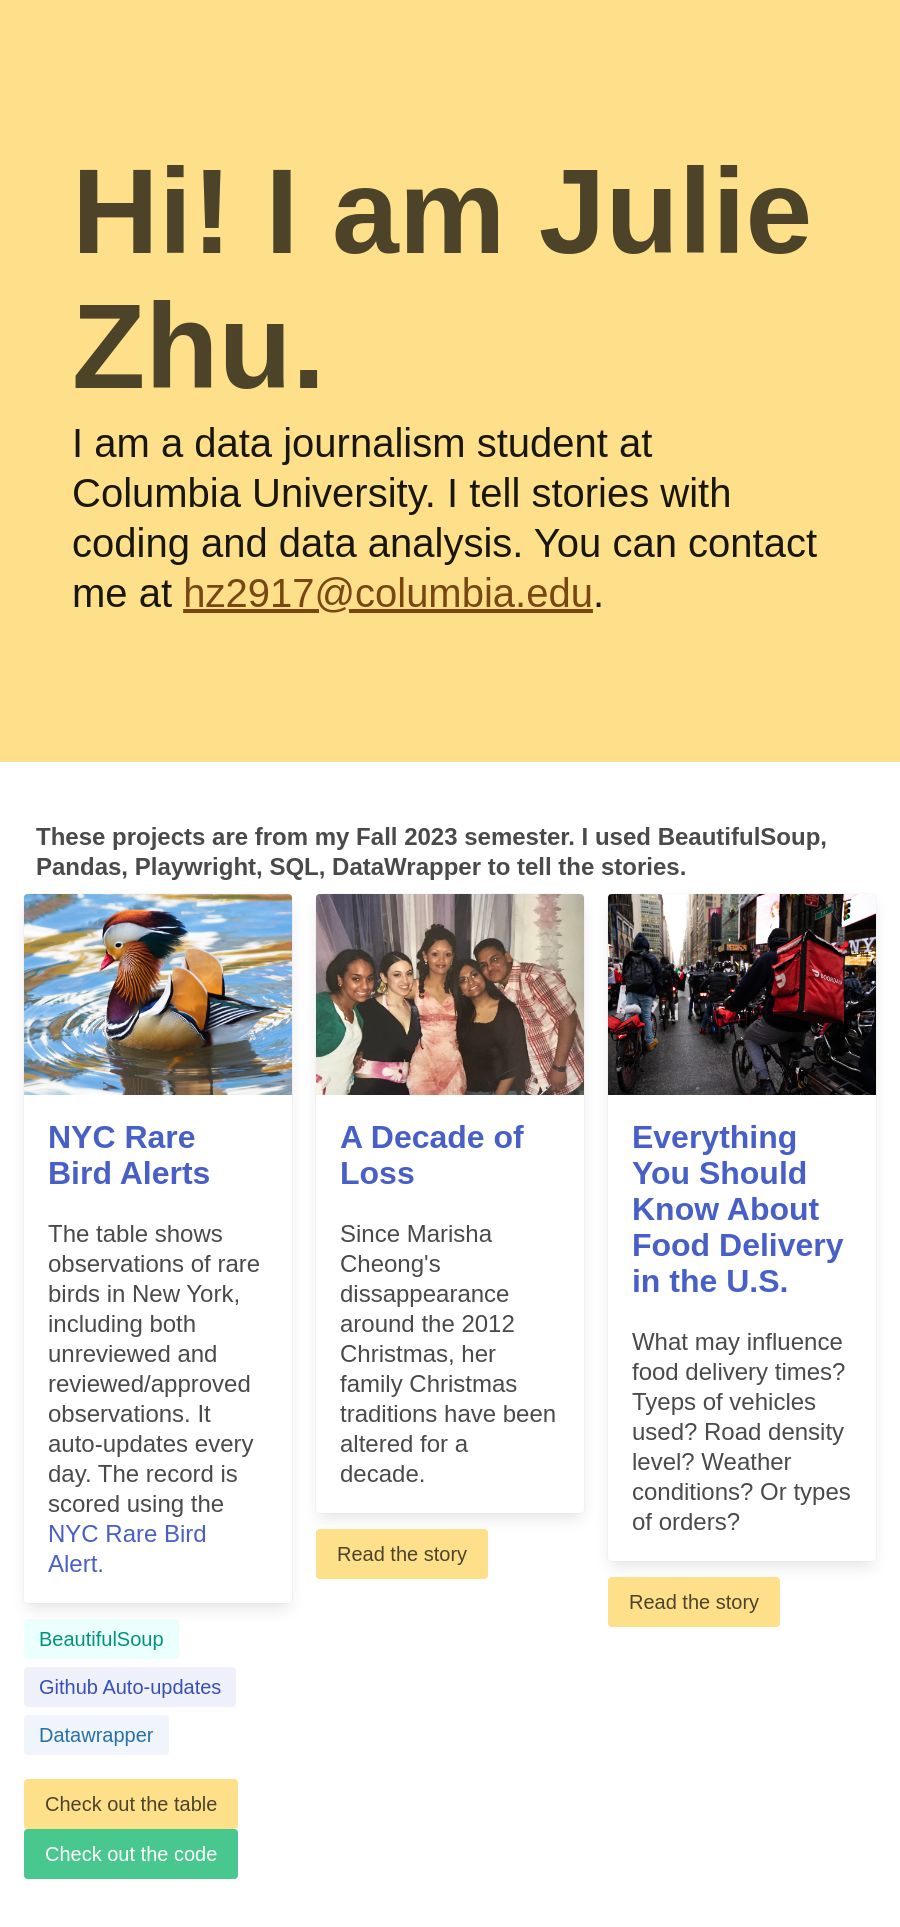 Hi! I am Julie
Zhu.
I am a data journalism student at
Columbia University. I tell stories with
coding and data analysis. You can contact
me at hz2917@columbia.edu.
These projects are from my Fall 2023 semester. I used BeautifulSoup,
Pandas, Playwright, SQL, DataWrapper to tell the stories.
NYC Rare
Bird Alerts
The table shows
observations of rare
birds in New York,
including both
unreviewed and
reviewed/approved
observations. It
auto-updates every
day. The record is
scored using the
NYC Rare Bird
Alert.
BeautifulSoup
Github Auto-updates
Datawrapper
Check out the table
Check out the code
A Decade of
Loss
Since Marisha
Cheong's
dissappearance
around the 2012
Christmas, her
family Christmas
traditions have been
altered for a
decade.
Read the story
DOORDASH
Everything
You Should
Know About
Food Delivery
in the U.S.
What may influence
food delivery times?
Tyeps of vehicles
used? Road density
level? Weather
conditions? Or types
of orders?
Read the story